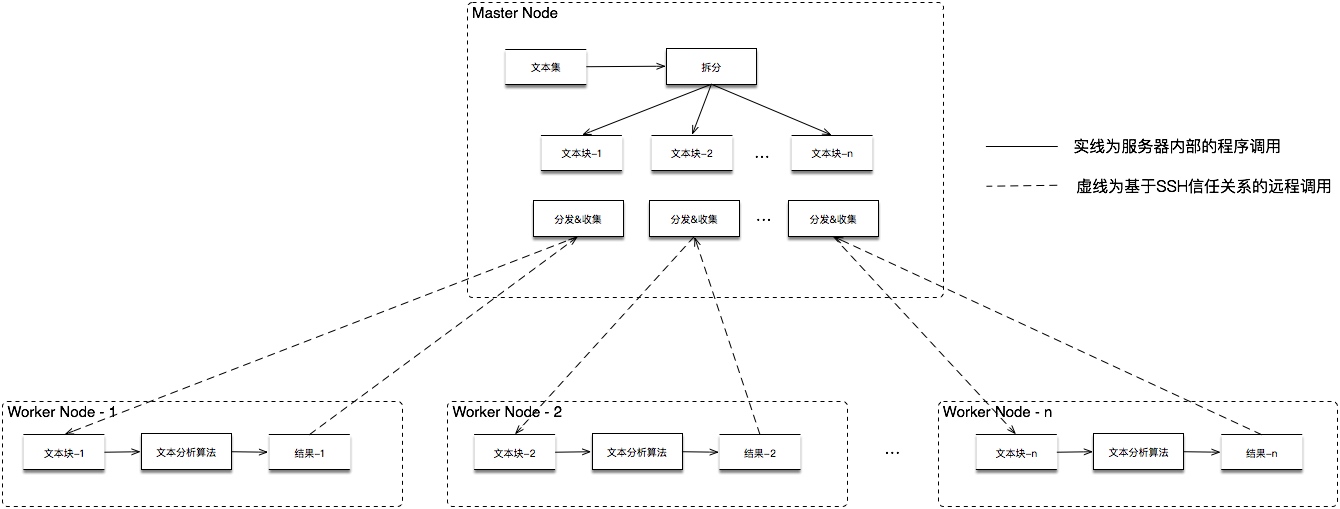 Master Node
文本集
拆分
文本块-1
文本块-2
...
文本块-n
分发&收集
分发&收集
...
分发&收集
实线为服务器内部的程序调用
虚线为基于SSH信任关系的远程调用
Worker Node - 1
文本块-1
文本分析算法
结果-1
Worker Node - 2
文本块-2
文本分析算法
结果-2
...
Worker Node - n
文本块-n
文本分析算法
结果-n